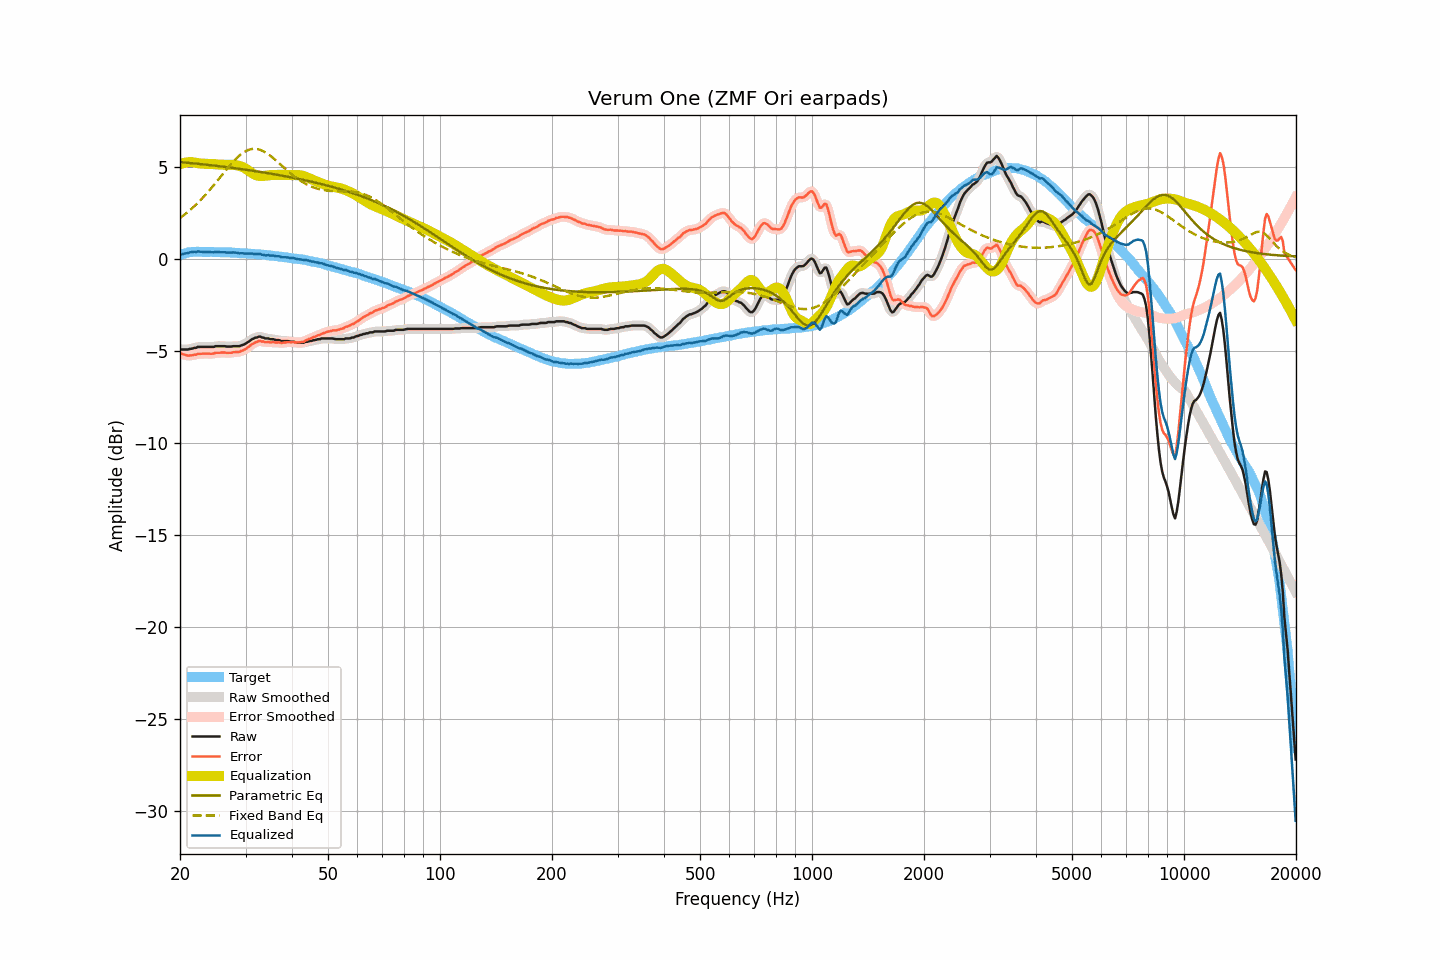 Verum One (ZMF Ori earpads)
Amplitude (dBr)
5
0
−5
−10
−15
−20
−25
−30
Target
Raw Smoothed
Error Smoothed
Raw
Error
Equalization
Parametric Eq
Fixed Band Eq
Equalized
20 50 100 200 500 1000 2000 5000 10000 20000
Frequency (Hz)